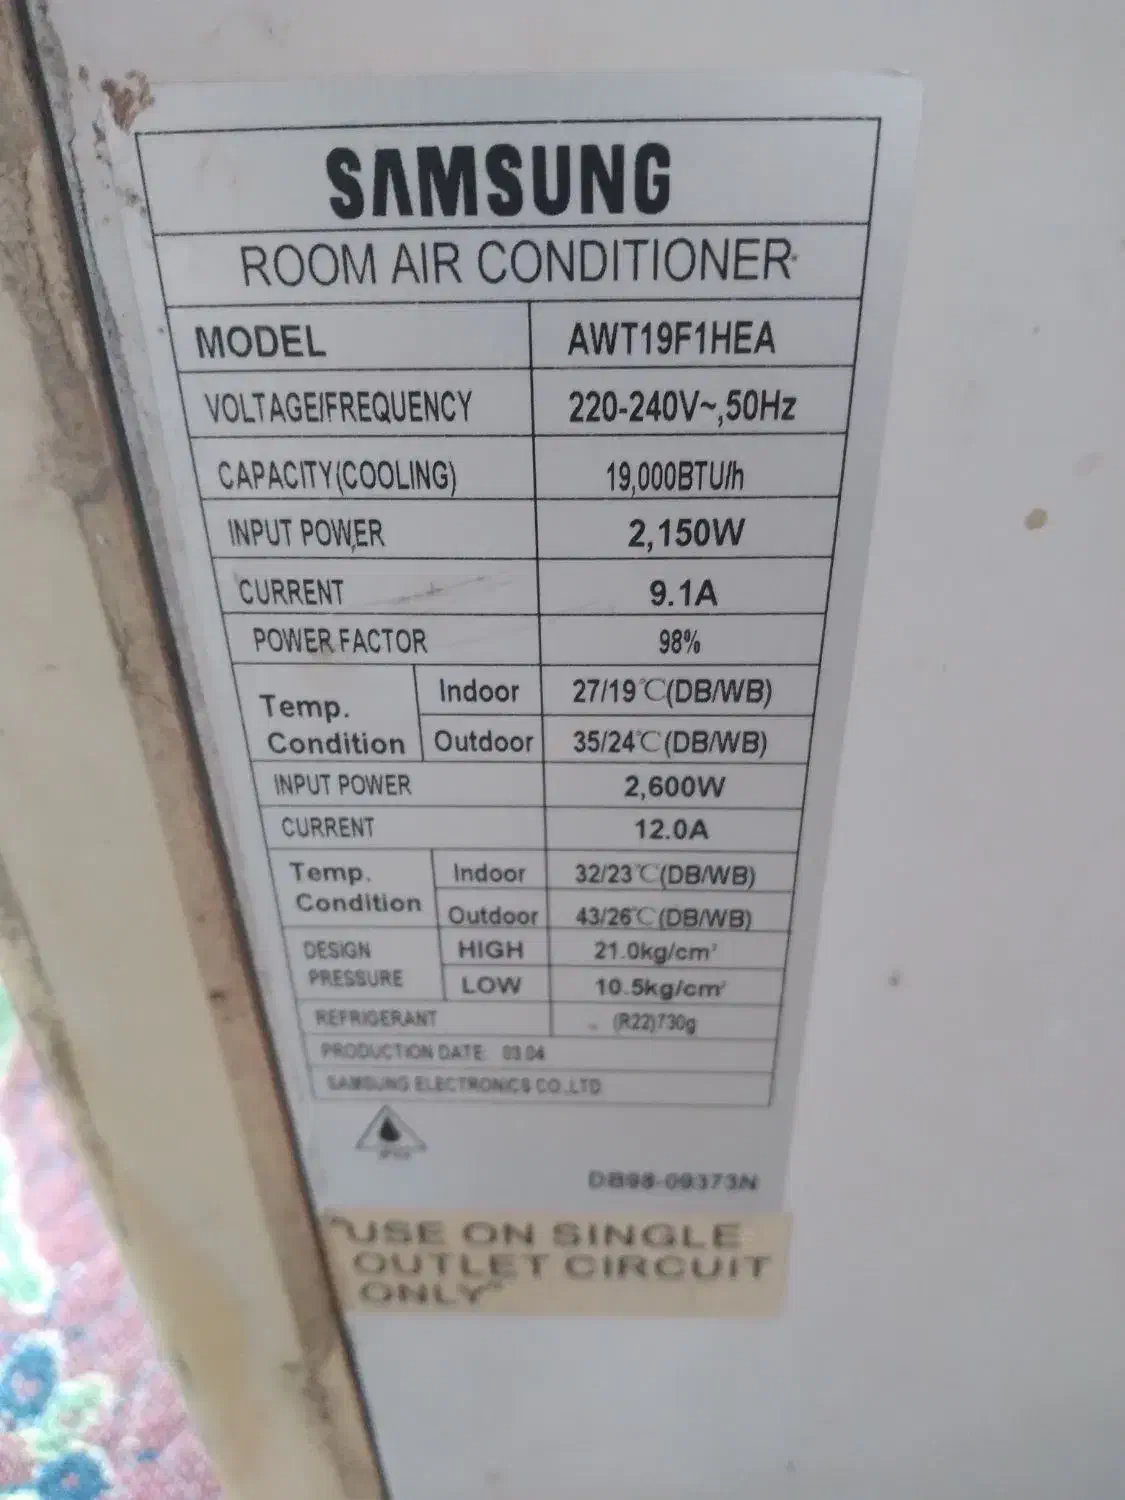 SAMSUNG
ROOM AIR CONDITIONER
MODEL AWT19F1HEA
VOLTAGE/FREQUENCY 220-240V~,50Hz
CAPACITY(COOLING) 19,000BTU/h
INPUT POWER 2,150W
CURRENT 9.1A
POWER FACTOR 98%
Temp. Condition Indoor 27/19℃(DB/WB)
Outdoor 35/24℃(DB/WB)
INPUT POWER 2,600W
CURRENT 12.0A
Temp. Condition Indoor 32/23℃(DB/WB)
Outdoor 43/26℃(DB/WB)
DESIGN PRESSURE HIGH 21.0kg/cm²
LOW 10.5kg/cm²
REFRIGERANT (R22)730g
PRODUCTION DATE: 03 04
SAMSUNG ELECTRONICS CO.,LTD.
DB98-09373N
"USE ON SINGLE
OUTLET CIRCUIT
ONLY"